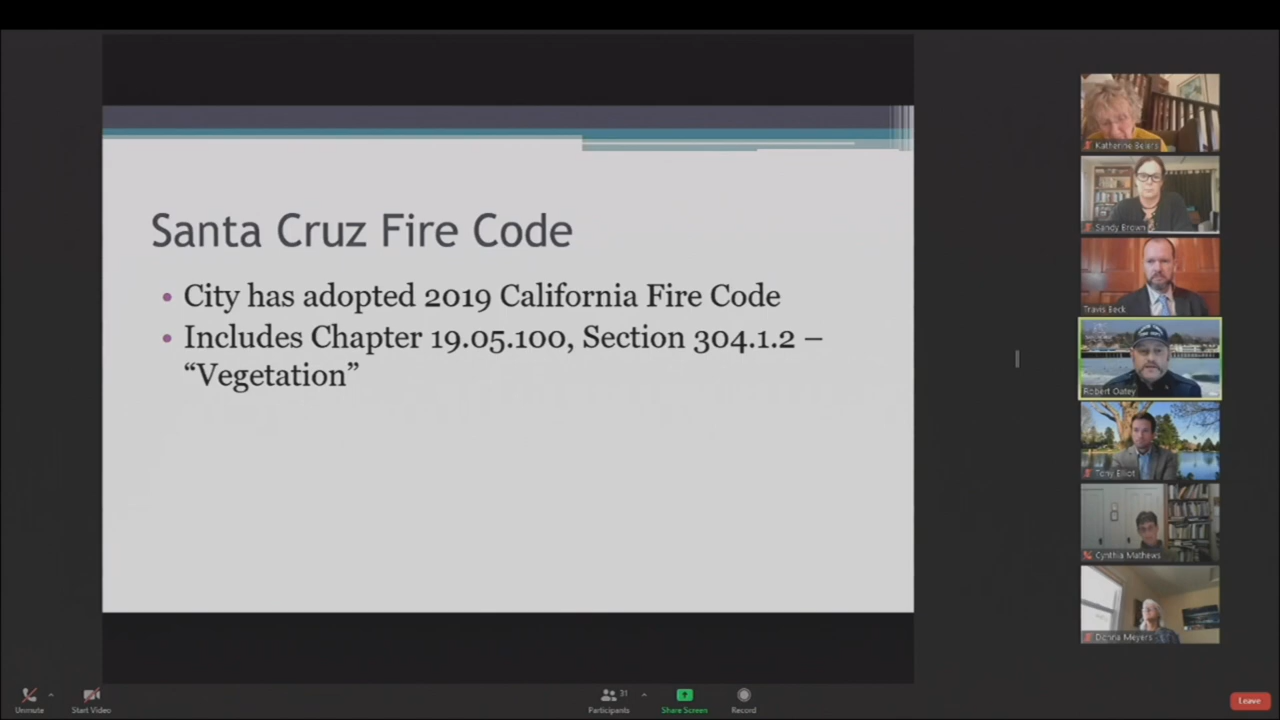 Santa Cruz Fire Code
• City has adopted 2019 California Fire Code
• Includes Chapter 19.05.100, Section 304.1.2 –
“Vegetation”
Katherine Beiers
Sandy Brown
Travis Beck
Robert Oatey
Tony Elliot
Cynthia Mathews
Donna Meyers
Unmute
Start Video
31
Participants
Share Screen
Record
Leave